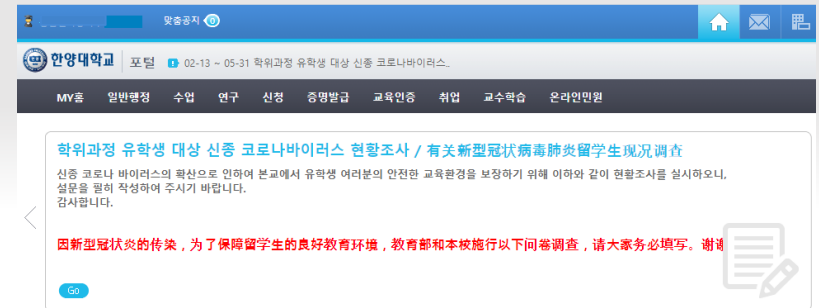 맞춤공지 0
한양대학교 포털 02-13 ~ 05-31 학위과정 유학생 대상 신종 코로나바이러스..
MY홈 일반행정 수업 연구 신청 증명발급 교육인증 취업 교수학습 온라인민원
학위과정 유학생 대상 신종 코로나바이러스 현황조사 / 有关新型冠状病毒肺炎留学生现况调查
신종 코로나 바이러스의 확산으로 인하여 본교에서 유학생 여러분의 안전한 교육환경을 보장하기 위해 이하와 같이 현황조사를 실시하오니,
설문을 필히 작성하여 주시기 바랍니다.
감사합니다.
因新型冠状炎的传染，为了保障留学生的良好教育环境，教育部和本校施行以下问卷调查，请大家务必填写。谢谢
Go